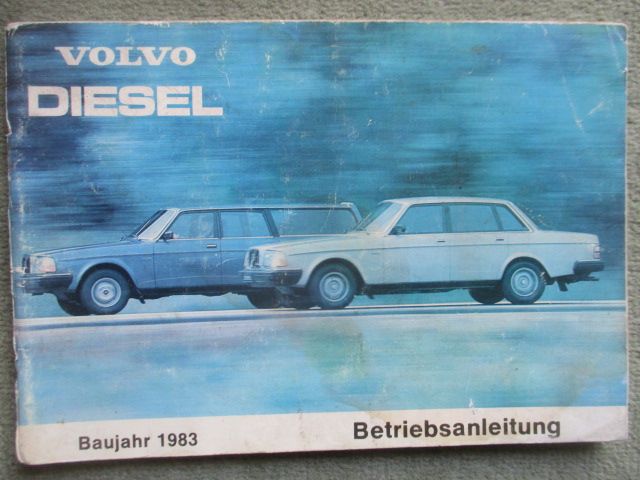 VOLVO
DIESEL
Baujahr 1983
Betriebsanleitung